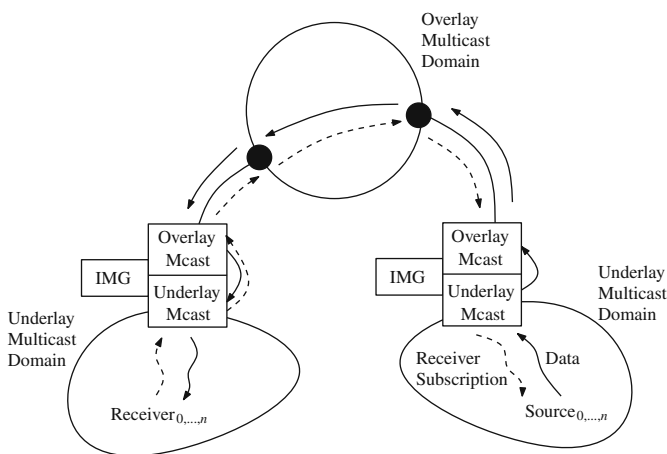 Overlay
Multicast
Domain
Overlay
Mcast
IMG
Underlay
Mcast
Underlay
Multicast
Domain
Receiver0,...,n
Overlay
Mcast
IMG
Underlay
Mcast
Underlay
Multicast
Domain
Receiver
Subscription
Data
Source0,...,n